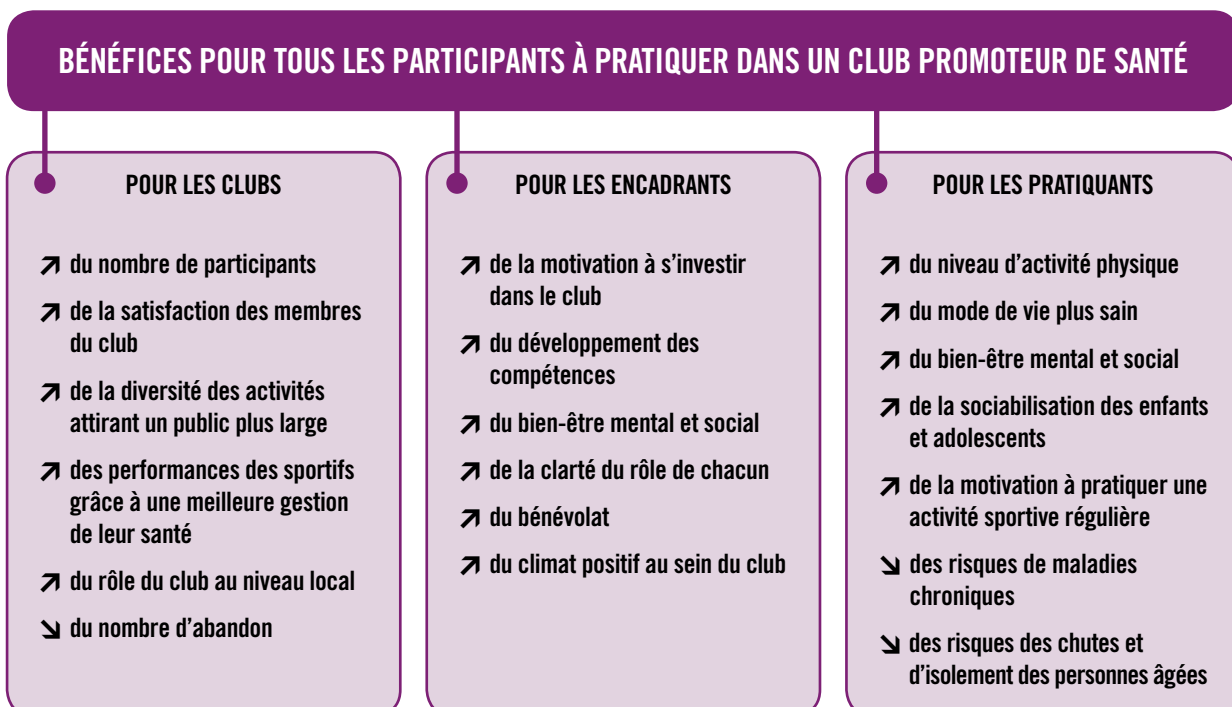 BÉNÉFICES POUR TOUS LES PARTICIPANTS À PRATIQUER DANS UN CLUB PROMOTEUR DE SANTÉ
POUR LES CLUBS
↗ du nombre de participants
↗ de la satisfaction des membres
du club
↗ de la diversité des activités
attirant un public plus large
↗ des performances des sportifs
grâce à une meilleure gestion
de leur santé
↗ du rôle du club au niveau local
↘ du nombre d'abandon
POUR LES ENCADRANTS
↗ de la motivation à s'investir
dans le club
↗ du développement des
compétences
↗ du bien-être mental et social
↗ de la clarté du rôle de chacun
↗ du bénévolat
↗ du climat positif au sein du club
POUR LES PRATIQUANTS
↗ du niveau d'activité physique
↗ du mode de vie plus sain
↗ du bien-être mental et social
↗ de la sociabilisation des enfants
et adolescents
↗ de la motivation à pratiquer une
activité sportive régulière
↘ des risques de maladies
chroniques
↘ des risques des chutes et
d'isolement des personnes âgées